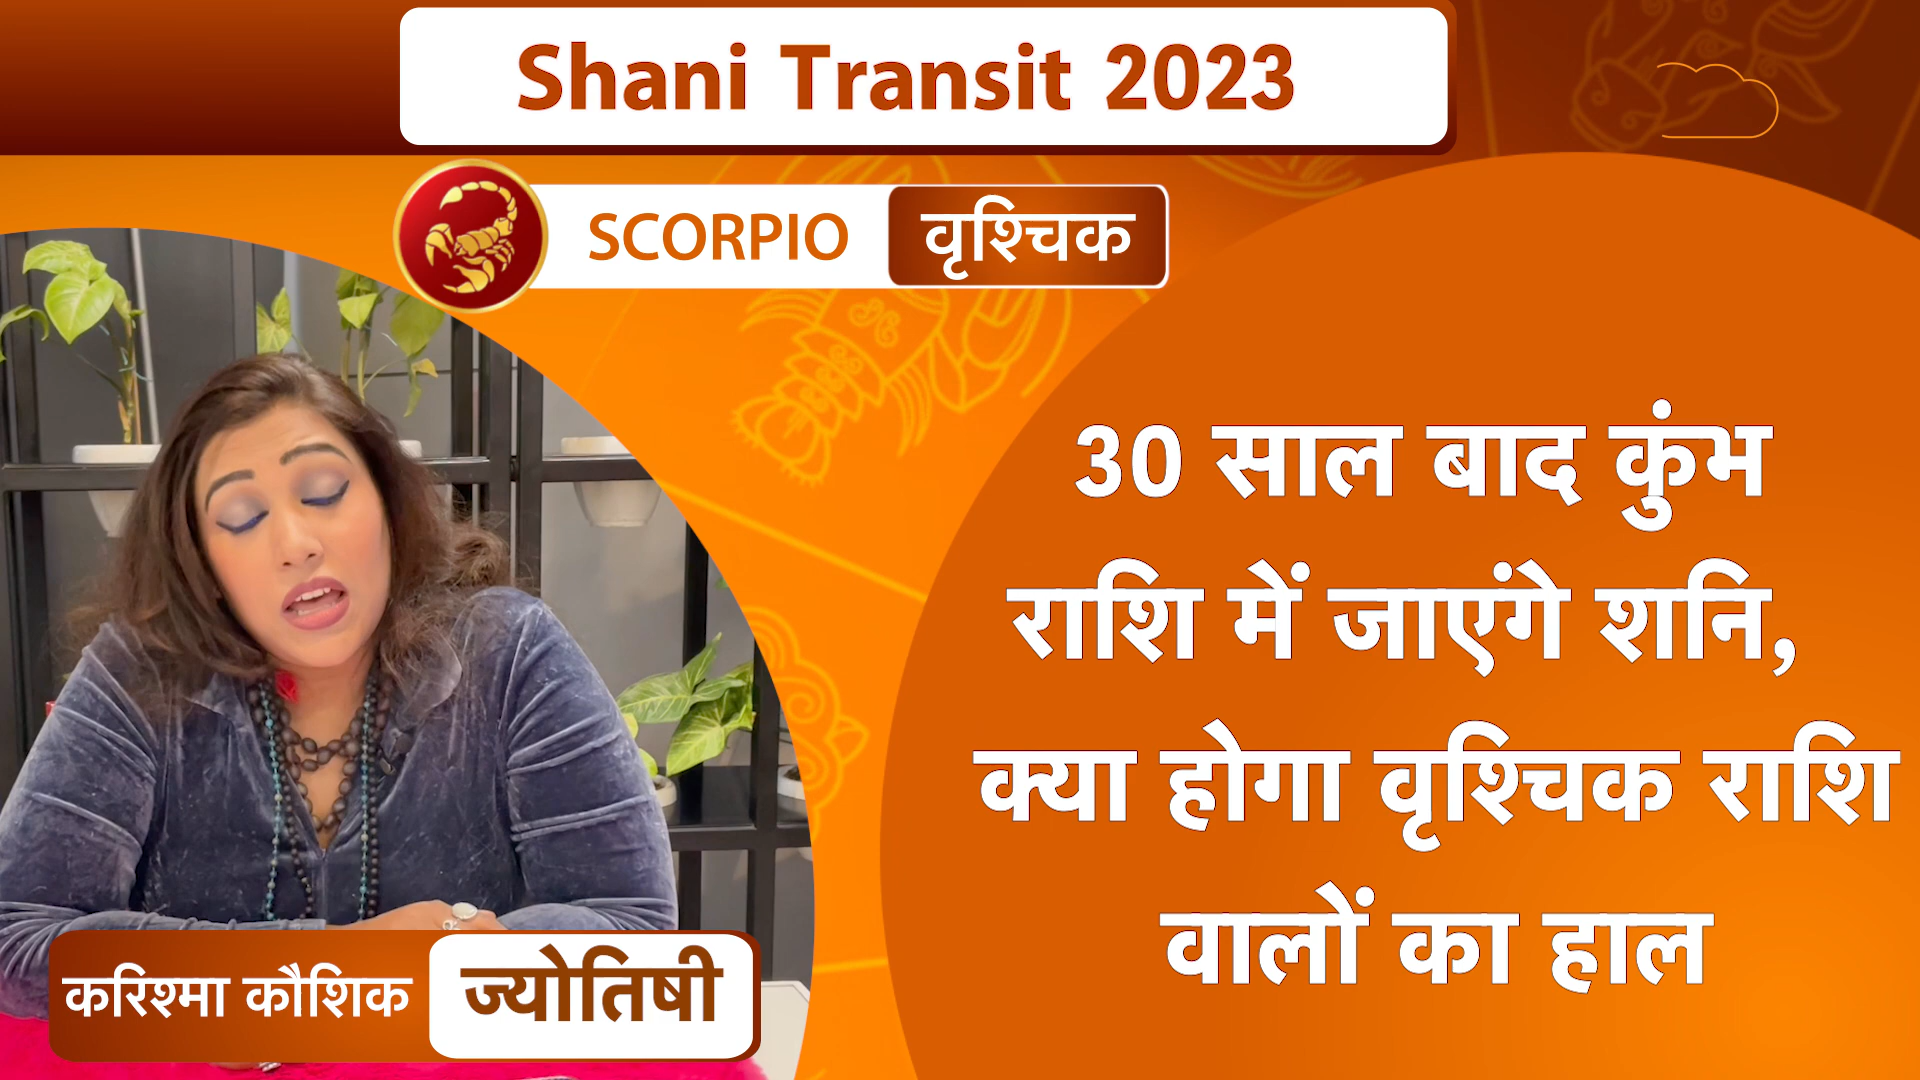 Shani Transit 2023
SCORPIO वृश्चिक
30 साल बाद कुंभ
राशि में जाएंगे शनि,
क्या होगा वृश्चिक राशि
वालों का हाल
करिश्मा कौशिक ज्योतिषी